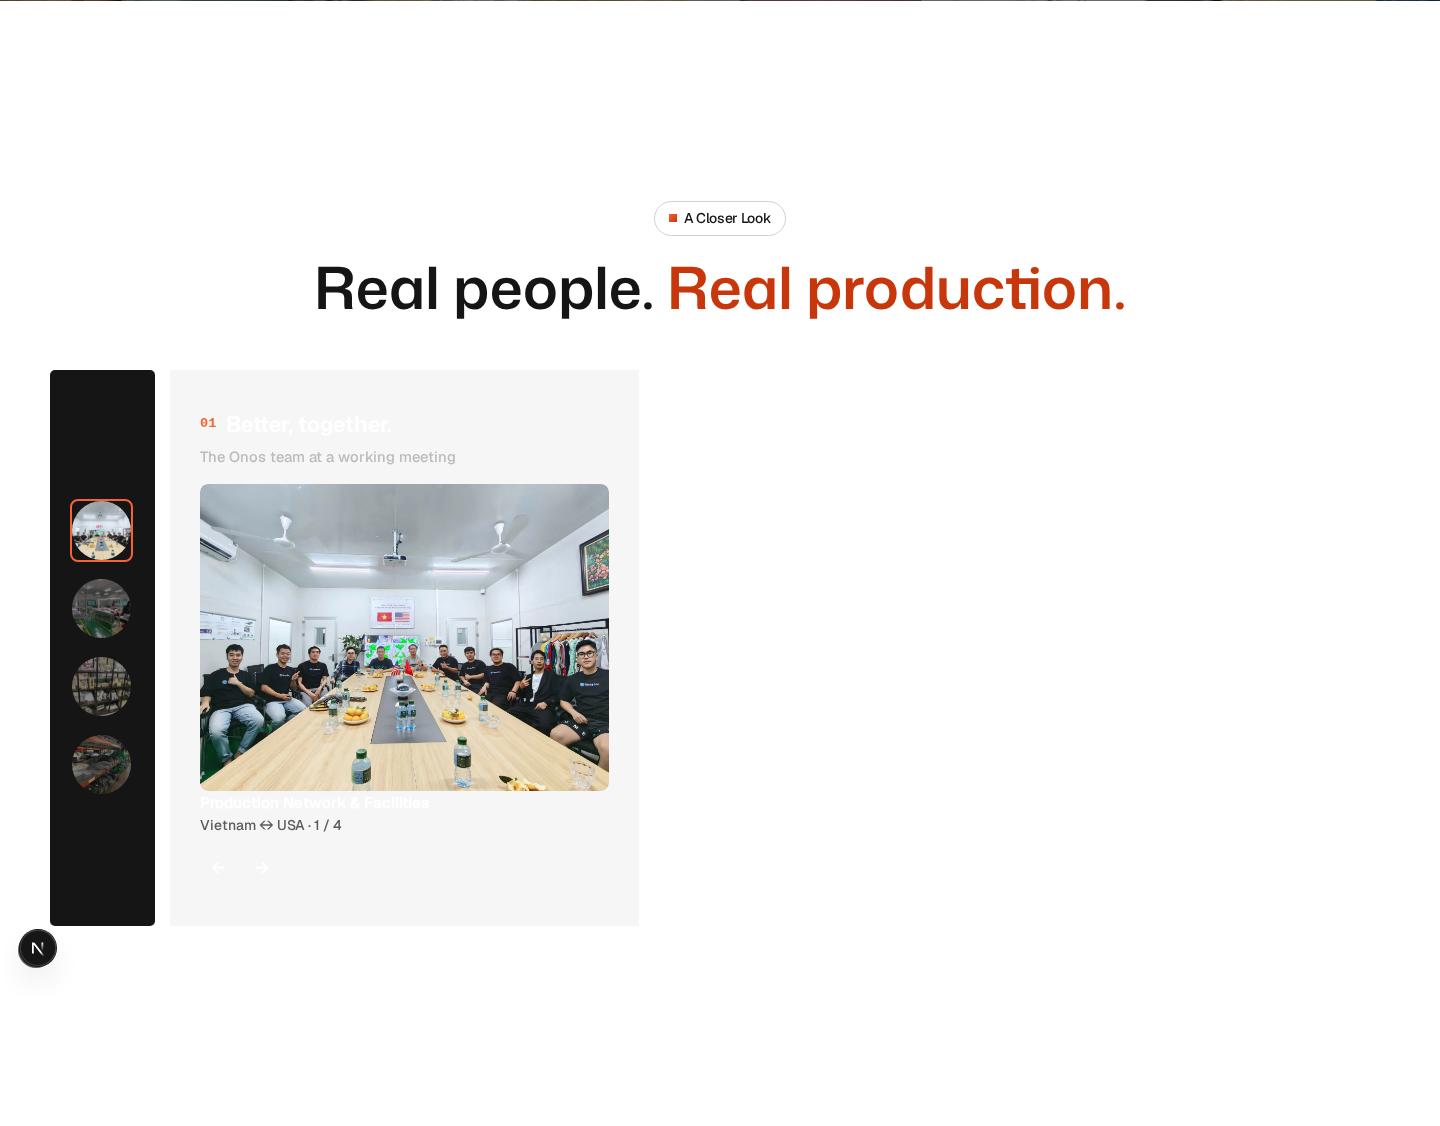 A Closer Look
Real people. Real production.
01 Better, together.
The Onos team at a working meeting
Production Network & Facilities
Vietnam ↔ USA · 1 / 4
← →
N